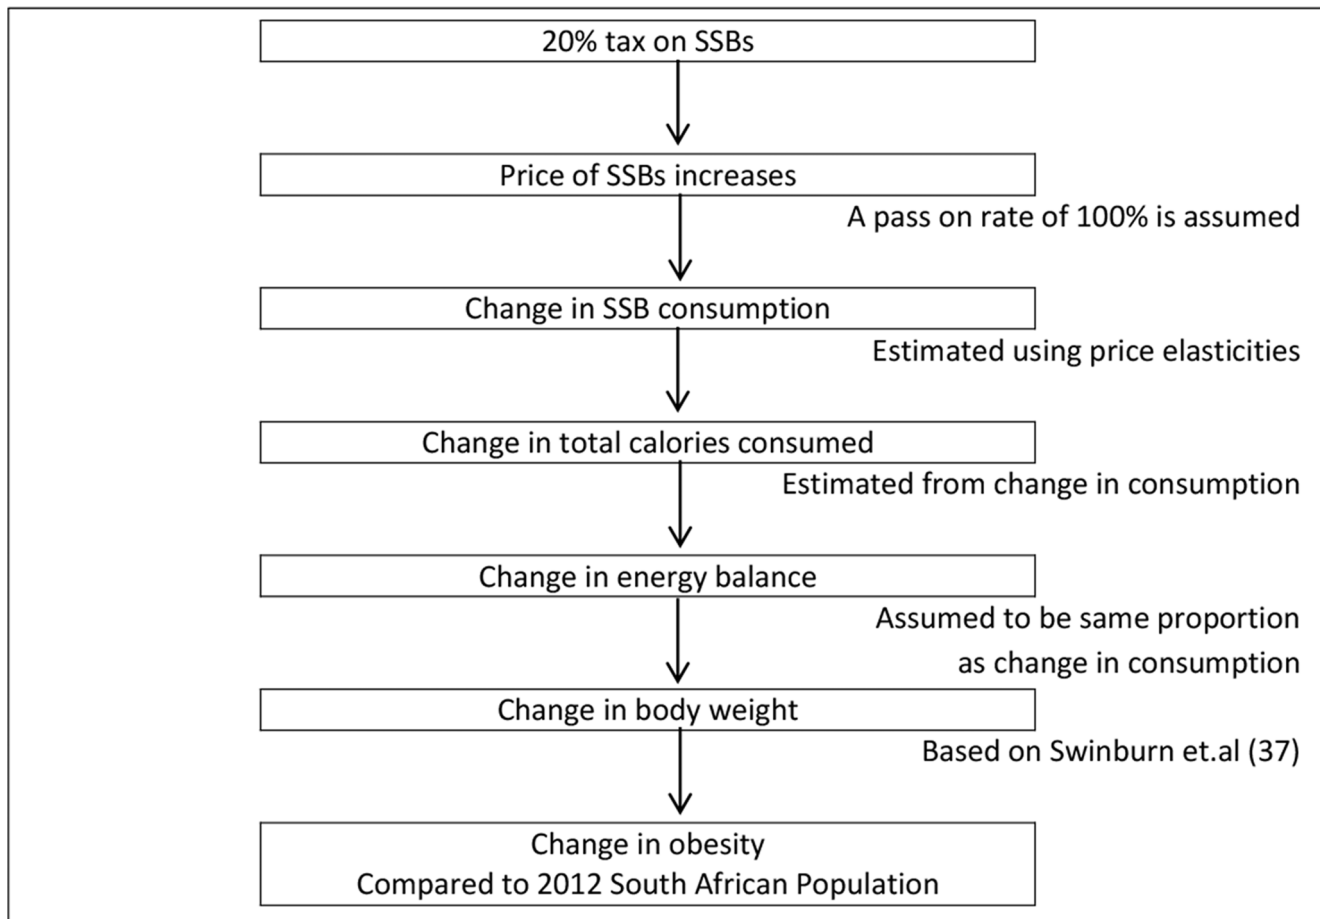 20% tax on SSBs
Price of SSBs increases
A pass on rate of 100% is assumed
Change in SSB consumption
Estimated using price elasticities
Change in total calories consumed
Estimated from change in consumption
Change in energy balance
Assumed to be same proportion
as change in consumption
Change in body weight
Based on Swinburn et.al (37)
Change in obesity
Compared to 2012 South African Population